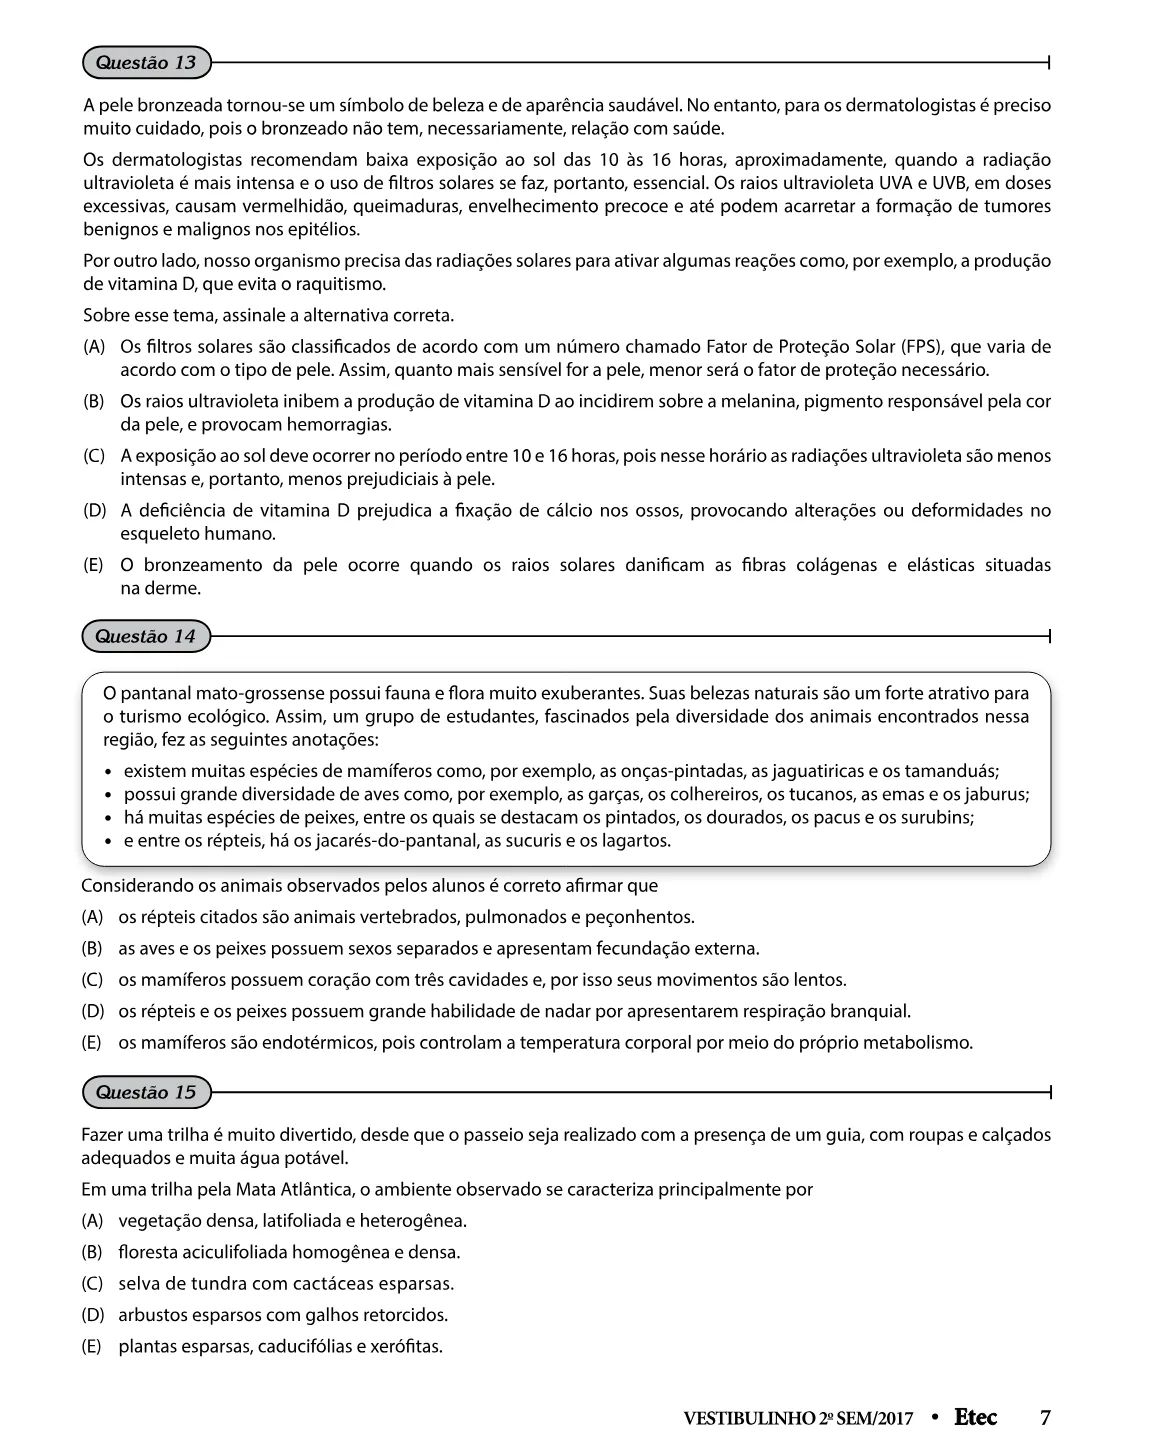 Questão 13
A pele bronzeada tornou-se um símbolo de beleza e de aparência saudável. No entanto, para os dermatologistas é preciso
muito cuidado, pois o bronzeado não tem, necessariamente, relação com saúde.
Os dermatologistas recomendam baixa exposição ao sol das 10 às 16 horas, aproximadamente, quando a radiação
ultravioleta é mais intensa e o uso de filtros solares se faz, portanto, essencial. Os raios ultravioleta UVA e UVB, em doses
excessivas, causam vermelhidão, queimaduras, envelhecimento precoce e até podem acarretar a formação de tumores
benignos e malignos nos epitélios.
Por outro lado, nosso organismo precisa das radiações solares para ativar algumas reações como, por exemplo, a produção
de vitamina D, que evita o raquitismo.
Sobre esse tema, assinale a alternativa correta.
(A) Os filtros solares são classificados de acordo com um número chamado Fator de Proteção Solar (FPS), que varia de
acordo com o tipo de pele. Assim, quanto mais sensível for a pele, menor será o fator de proteção necessário.
(B) Os raios ultravioleta inibem a produção de vitamina D ao incidirem sobre a melanina, pigmento responsável pela cor
da pele, e provocam hemorragias.
(C) A exposição ao sol deve ocorrer no período entre 10 e 16 horas, pois nesse horário as radiações ultravioleta são menos
intensas e, portanto, menos prejudiciais à pele.
(D) A deficiência de vitamina D prejudica a fixação de cálcio nos ossos, provocando alterações ou deformidades no
esqueleto humano.
(E) O bronzeamento da pele ocorre quando os raios solares danificam as fibras colágenas e elásticas situadas
na derme.
Questão 14
O pantanal mato-grossense possui fauna e flora muito exuberantes. Suas belezas naturais são um forte atrativo para
o turismo ecológico. Assim, um grupo de estudantes, fascinados pela diversidade dos animais encontrados nessa
região, fez as seguintes anotações:
• existem muitas espécies de mamíferos como, por exemplo, as onças-pintadas, as jaguatiricas e os tamanduás;
• possui grande diversidade de aves como, por exemplo, as garças, os colhereiros, os tucanos, as emas e os jaburus;
• há muitas espécies de peixes, entre os quais se destacam os pintados, os dourados, os pacus e os surubins;
• e entre os répteis, há os jacarés-do-pantanal, as sucuris e os lagartos.
Considerando os animais observados pelos alunos é correto afirmar que
(A) os répteis citados são animais vertebrados, pulmonados e peçonhentos.
(B) as aves e os peixes possuem sexos separados e apresentam fecundação externa.
(C) os mamíferos possuem coração com três cavidades e, por isso seus movimentos são lentos.
(D) os répteis e os peixes possuem grande habilidade de nadar por apresentarem respiração branquial.
(E) os mamíferos são endotérmicos, pois controlam a temperatura corporal por meio do próprio metabolismo.
Questão 15
Fazer uma trilha é muito divertido, desde que o passeio seja realizado com a presença de um guia, com roupas e calçados
adequados e muita água potável.
Em uma trilha pela Mata Atlântica, o ambiente observado se caracteriza principalmente por
(A) vegetação densa, latifoliada e heterogênea.
(B) floresta aciculifoliada homogênea e densa.
(C) selva de tundra com cactáceas esparsas.
(D) arbustos esparsos com galhos retorcidos.
(E) plantas esparsas, caducifólias e xerófitas.
VESTIBULINHO 2º SEM/2017 • Etec 7